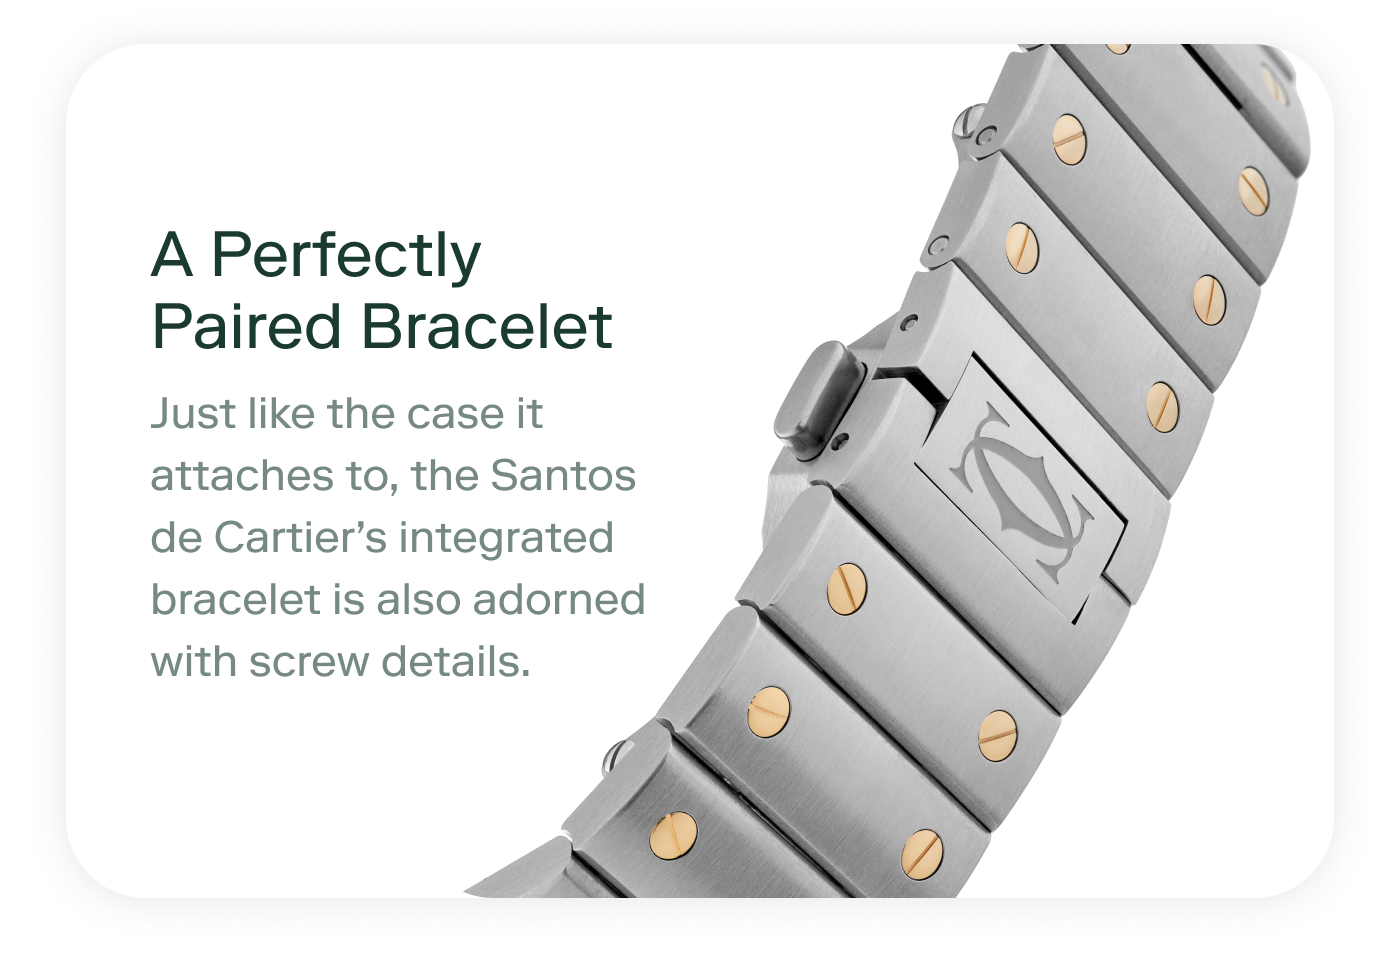 A Perfectly
Paired Bracelet
Just like the case it
attaches to, the Santos
de Cartier’s integrated
bracelet is also adorned
with screw details.